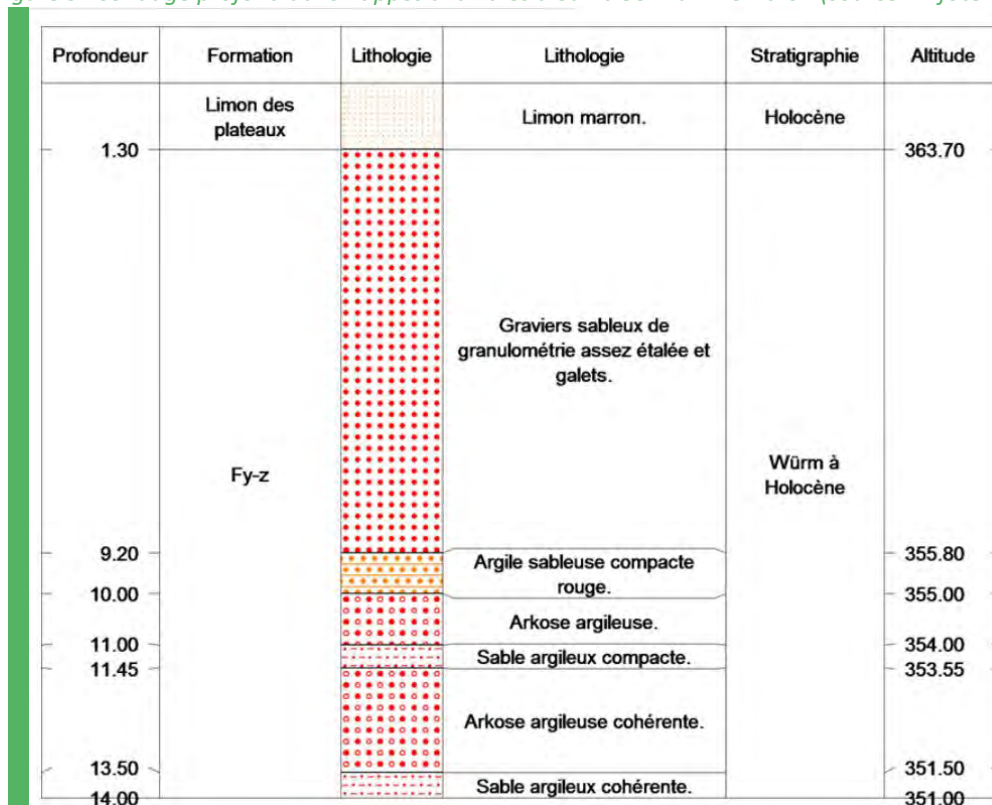 Profondeur Formation Lithologie Lithologie Stratigraphie Altitude
Limon des
plateaux
Limon marron.
Holocène
1.30
363.70
Graviers sableux de
granulométrie assez étalée et
galets.
Fy-z
Würm à
Holocène
9.20
355.80
Argile sableuse compacte
rouge.
10.00
355.00
Arkose argileuse.
11.00
354.00
Sable argileux compacte.
11.45
353.55
Arkose argileuse cohérente.
13.50
351.50
Sable argileux cohérente.
14.00
351.00